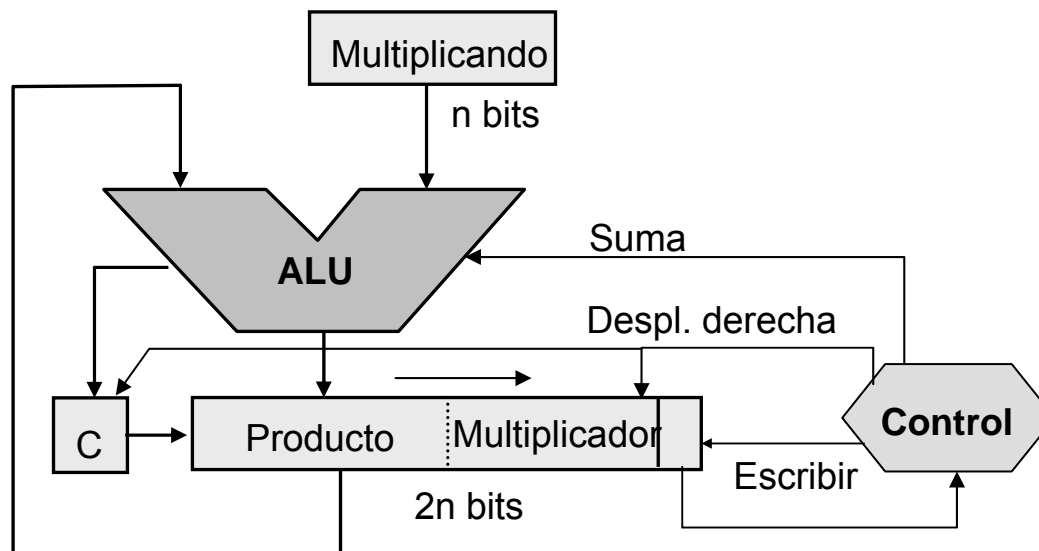 Multiplicando
n bits
Suma
ALU
Despl. derecha
Control
C
Producto
Multiplicador
Escribir
2n bits